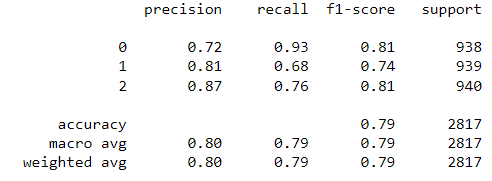 precision recall f1-score support
0 0.72 0.93 0.81 938
1 0.81 0.68 0.74 939
2 0.87 0.76 0.81 940
accuracy 0.79 2817
macro avg 0.80 0.79 0.79 2817
weighted avg 0.80 0.79 0.79 2817